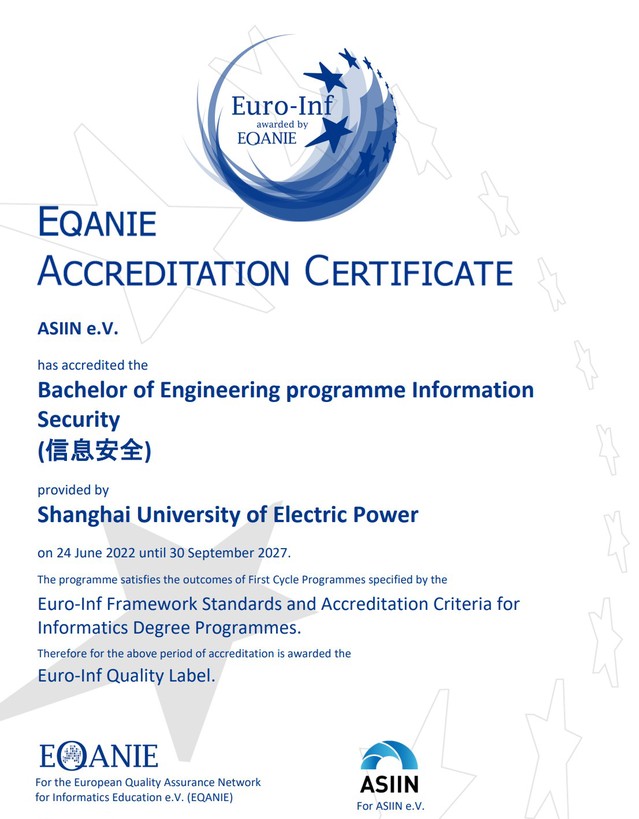 Euro-Inf
awarded by
EQANIE
EQANIE
ACCREDITATION CERTIFICATE
ASIIN e.V.
has accredited the
Bachelor of Engineering programme Information
Security
(信息安全)
provided by
Shanghai University of Electric Power
on 24 June 2022 until 30 September 2027.
The programme satisfies the outcomes of First Cycle Programmes specified by the
Euro-Inf Framework Standards and Accreditation Criteria for
Informatics Degree Programmes.
Therefore for the above period of accreditation is awarded the
Euro-Inf Quality Label.
EQANIE
For the European Quality Assurance Network
for Informatics Education e.V. (EQANIE)
ASIIN
For ASIIN e.V.